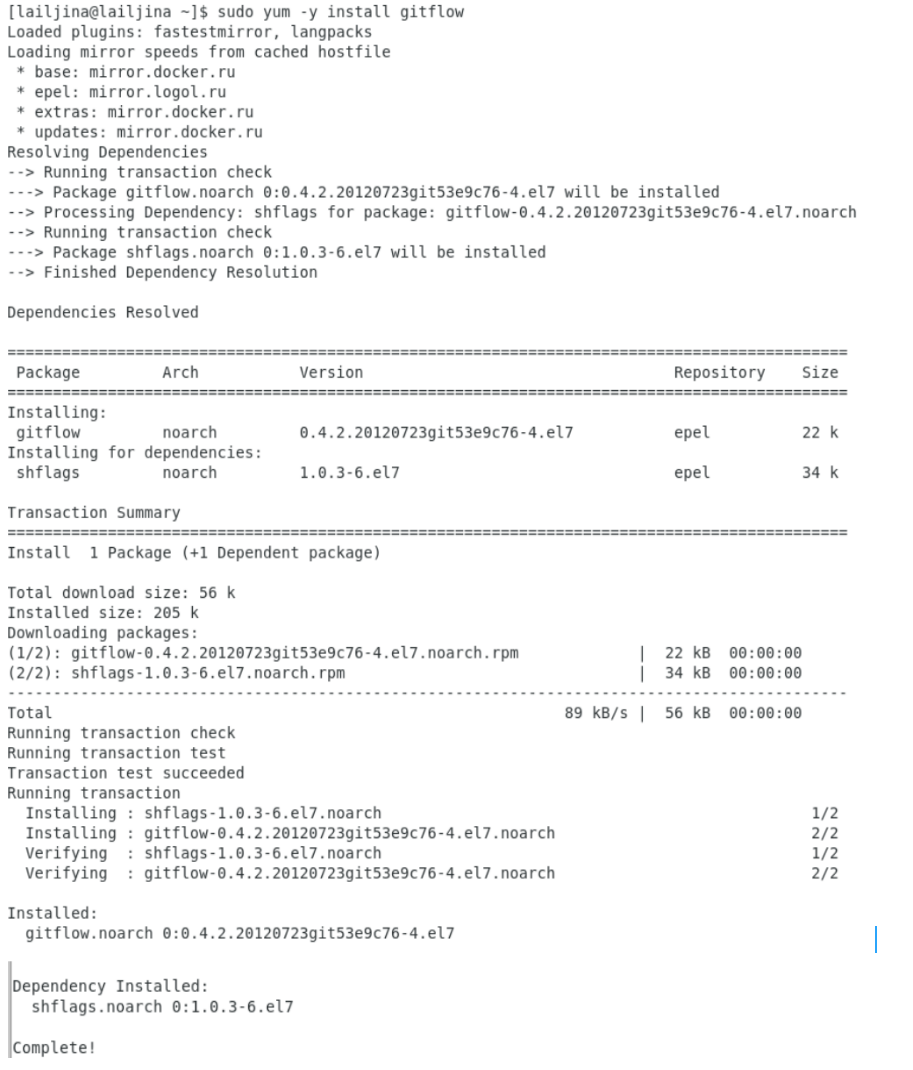 [lailjina@lailjina ~]$ sudo yum -y install gitflow
Loaded plugins: fastestmirror, langpacks
Loading mirror speeds from cached hostfile
 * base: mirror.docker.ru
 * epel: mirror.logol.ru
 * extras: mirror.docker.ru
 * updates: mirror.docker.ru
Resolving Dependencies
--> Running transaction check
---> Package gitflow.noarch 0:0.4.2.20120723git53e9c76-4.el7 will be installed
--> Processing Dependency: shflags for package: gitflow-0.4.2.20120723git53e9c76-4.el7.noarch
--> Running transaction check
---> Package shflags.noarch 0:1.0.3-6.el7 will be installed
--> Finished Dependency Resolution

Dependencies Resolved

============================================================================================
 Package         Arch           Version                                  Repository    Size
============================================================================================
Installing:
 gitflow         noarch         0.4.2.20120723git53e9c76-4.el7           epel          22 k
Installing for dependencies:
 shflags         noarch         1.0.3-6.el7                              epel          34 k

Transaction Summary
============================================================================================
Install  1 Package (+1 Dependent package)

Total download size: 56 k
Installed size: 205 k
Downloading packages:
(1/2): gitflow-0.4.2.20120723git53e9c76-4.el7.noarch.rpm             |  22 kB  00:00:00
(2/2): shflags-1.0.3-6.el7.noarch.rpm                                |  34 kB  00:00:00
--------------------------------------------------------------------------------------------
Total                                                        89 kB/s |  56 kB  00:00:00
Running transaction check
Running transaction test
Transaction test succeeded
Running transaction
  Installing : shflags-1.0.3-6.el7.noarch                                               1/2
  Installing : gitflow-0.4.2.20120723git53e9c76-4.el7.noarch                            2/2
  Verifying  : shflags-1.0.3-6.el7.noarch                                               1/2
  Verifying  : gitflow-0.4.2.20120723git53e9c76-4.el7.noarch                            2/2

Installed:
  gitflow.noarch 0:0.4.2.20120723git53e9c76-4.el7

Dependency Installed:
  shflags.noarch 0:1.0.3-6.el7

Complete!